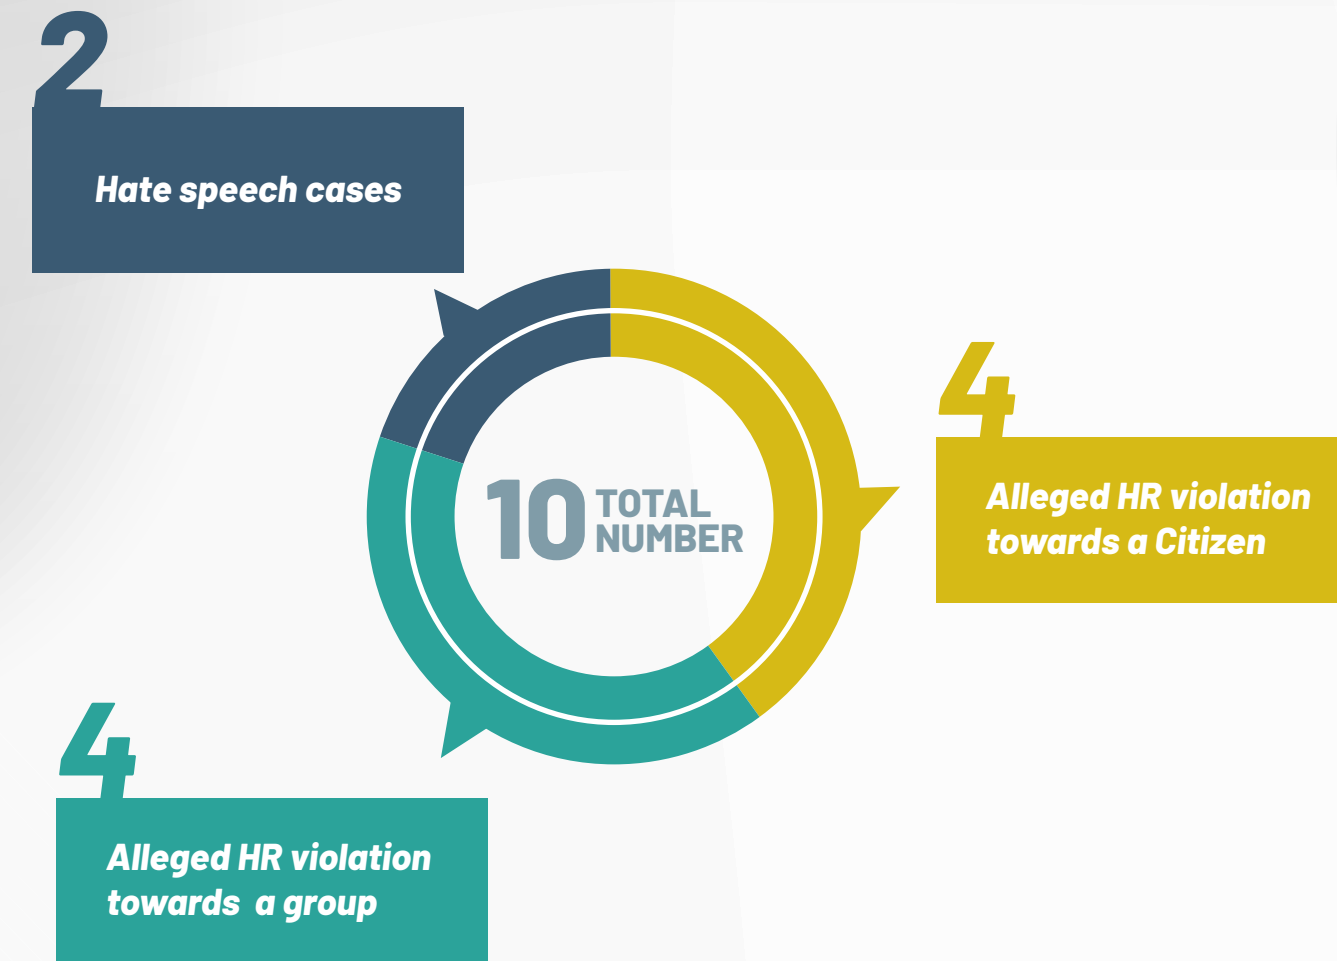 2
Hate speech cases
10 TOTAL
NUMBER
4
Alleged HR violation
towards a Citizen
4
Alleged HR violation
towards a group